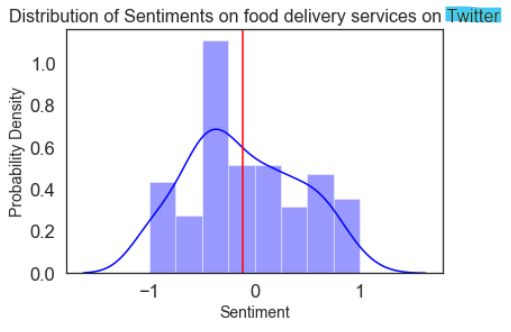 Distribution of Sentiments on food delivery services on Twitter
Probability Density
1.0
0.8
0.6
0.4
0.2
0.0
−1 0 1
Sentiment